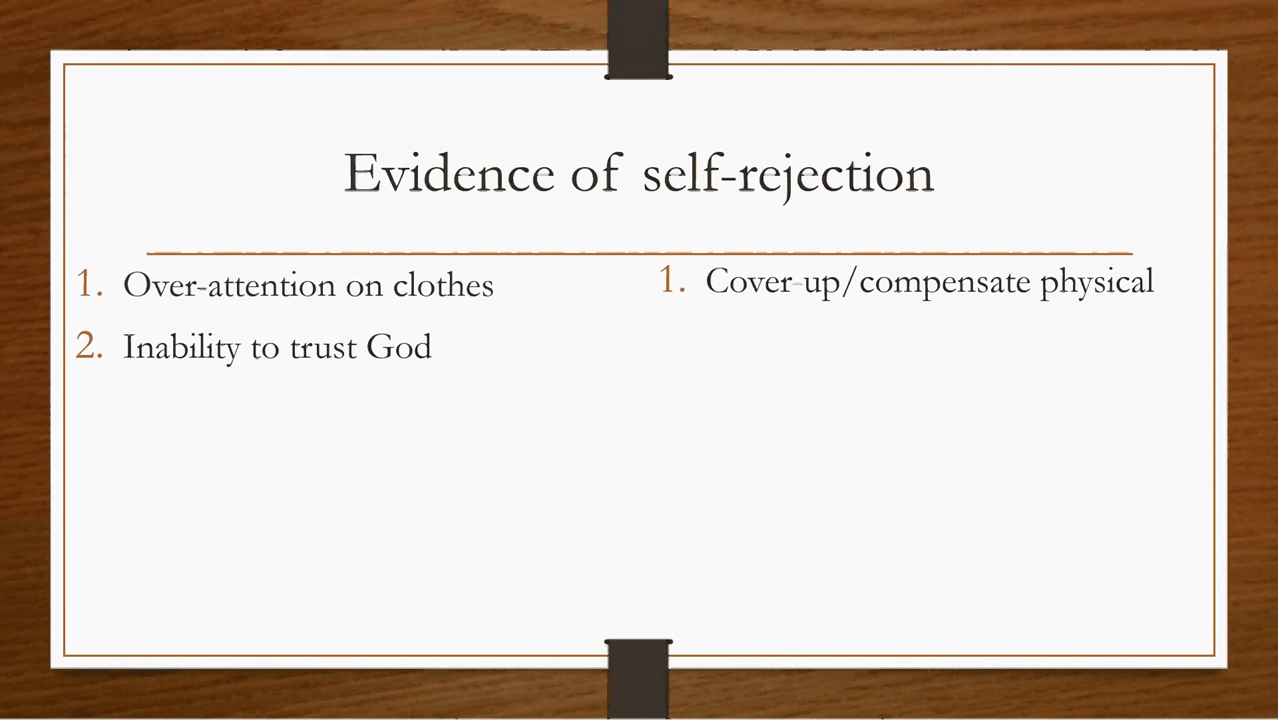 Evidence of self-rejection
1. Over-attention on clothes
2. Inability to trust God
1. Cover-up/compensate physical